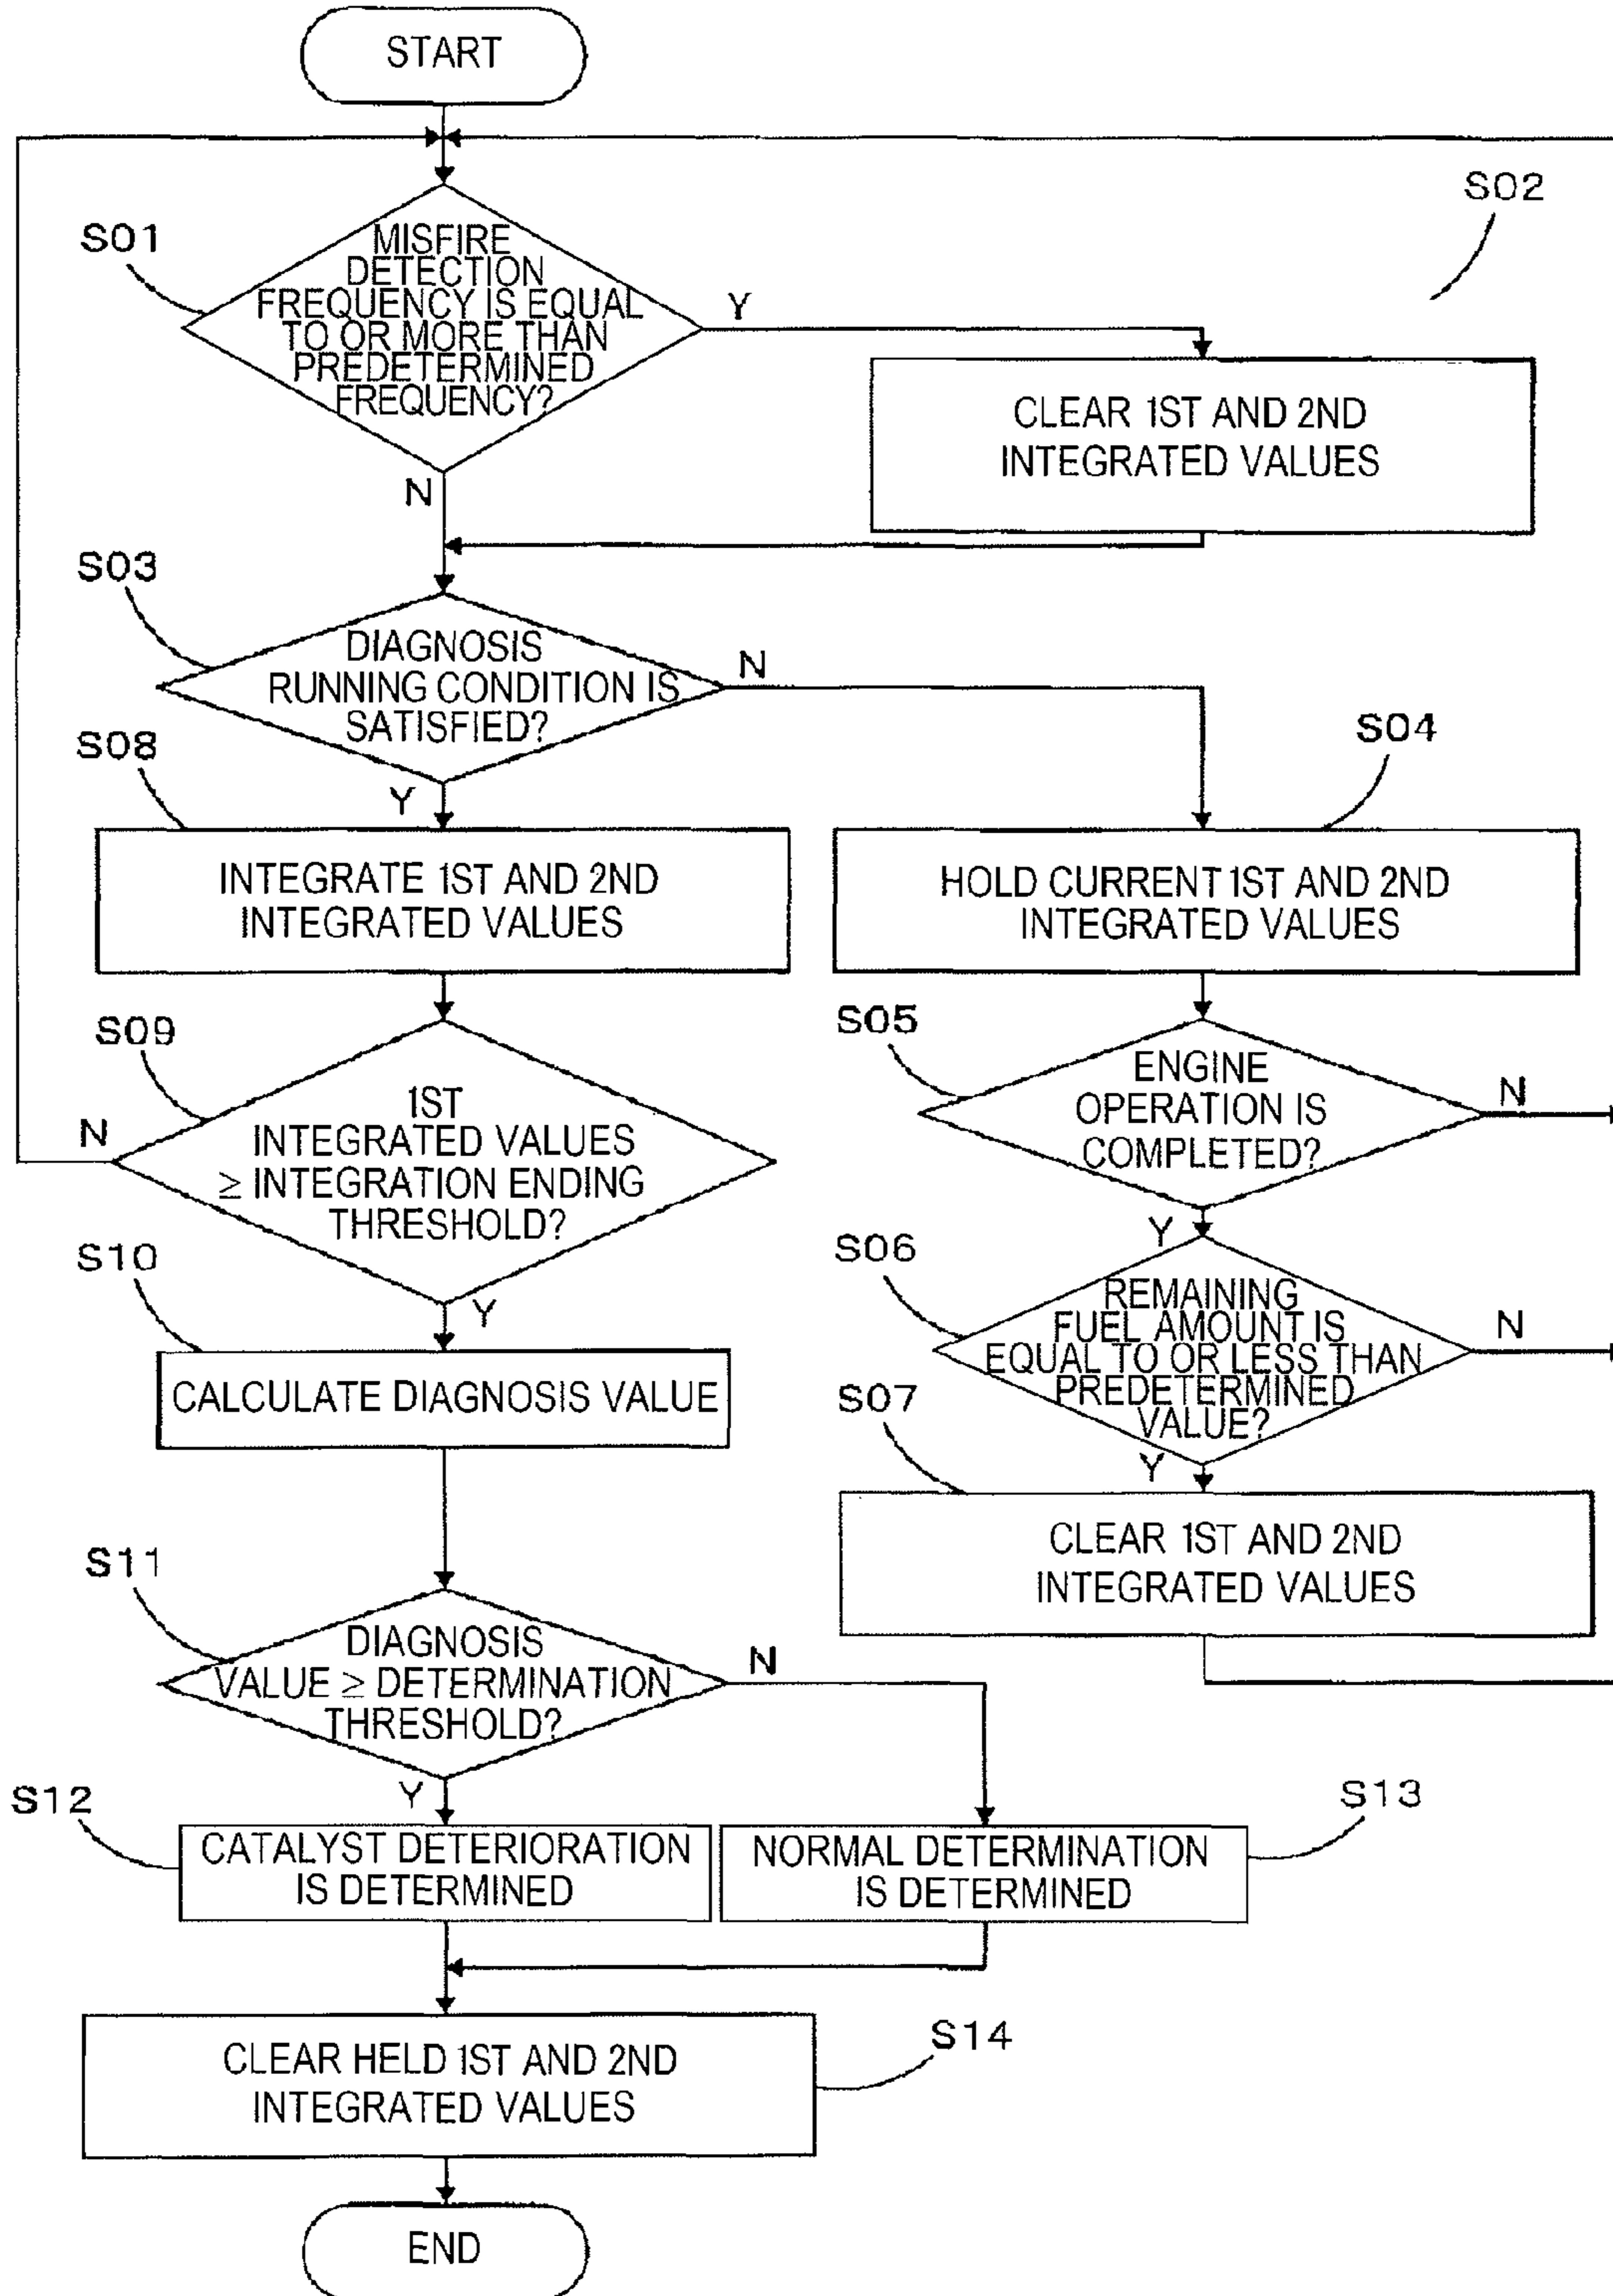 START
S01
MISFIRE
DETECTION
FREQUENCY IS EQUAL
TO OR MORE THAN
PREDETERMINED
FREQUENCY?
Y
N
S02
CLEAR 1ST AND 2ND
INTEGRATED VALUES
S03
DIAGNOSIS
RUNNING CONDITION IS
SATISFIED?
N
Y
S08
INTEGRATE 1ST AND 2ND
INTEGRATED VALUES
S04
HOLD CURRENT 1ST AND 2ND
INTEGRATED VALUES
S09
1ST
INTEGRATED VALUES
≥ INTEGRATION ENDING
THRESHOLD?
N
Y
S05
ENGINE
OPERATION IS
COMPLETED?
N
Y
S06
REMAINING
FUEL AMOUNT IS
EQUAL TO OR LESS THAN
PREDETERMINED
VALUE?
N
Y
S10
CALCULATE DIAGNOSIS VALUE
S07
CLEAR 1ST AND 2ND
INTEGRATED VALUES
S11
DIAGNOSIS
VALUE ≥ DETERMINATION
THRESHOLD?
N
Y
S12
CATALYST DETERIORATION
IS DETERMINED
S13
NORMAL DETERMINATION
IS DETERMINED
S14
CLEAR HELD 1ST AND 2ND
INTEGRATED VALUES
END